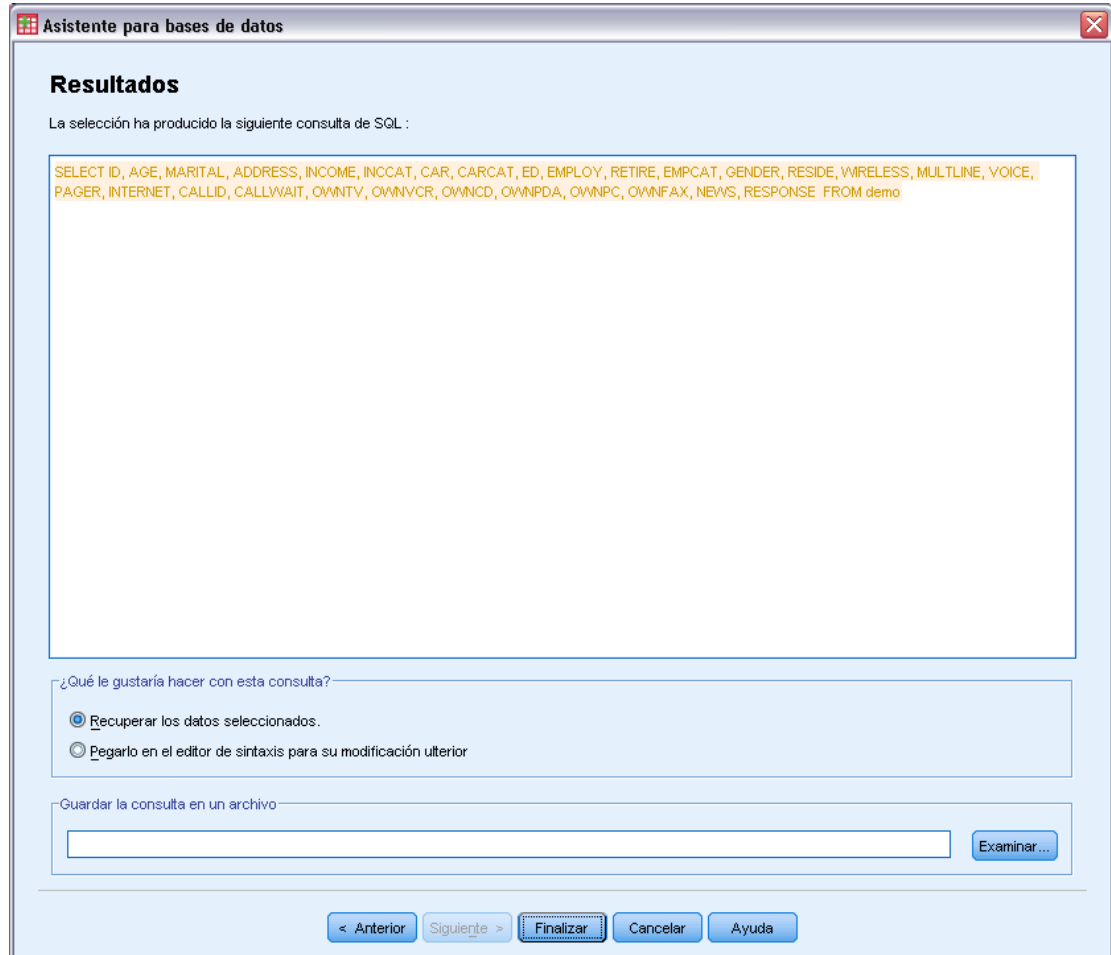 Asistente para bases de datos
Resultados
La selección ha producido la siguiente consulta de SQL :
SELECT ID, AGE, MARITAL, ADDRESS, INCOME, INCCAT, CAR, CARCAT, ED, EMPLOY, RETIRE, EMPCAT, GENDER, RESIDE, WIRELESS, MULTLINE, VOICE,
PAGER, INTERNET, CALLID, CALLWAIT, OWNTV, OWNVCR, OWNCD, OWNPDA, OWNPC, OWNFAX, NEWS, RESPONSE  FROM demo
¿Qué le gustaría hacer con esta consulta?
Recuperar los datos seleccionados.
Pegarlo en el editor de sintaxis para su modificación ulterior
Guardar la consulta en un archivo
Examinar...
< Anterior Siguiente > Finalizar Cancelar Ayuda